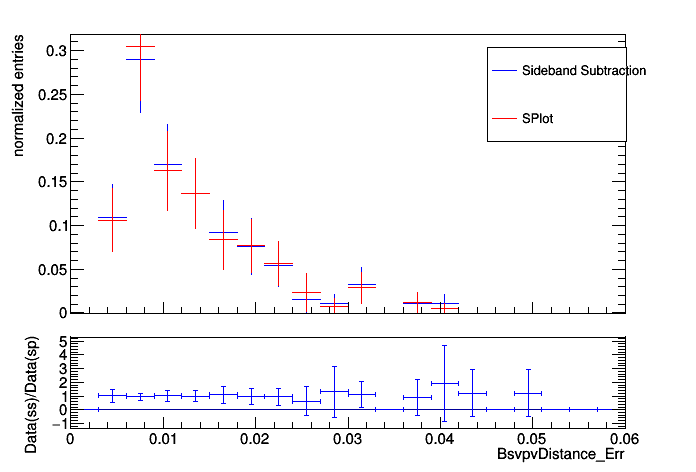 normalized entries
0.3
0.25
0.2
0.15
0.1
0.05
0
Sideband Subtraction
SPlot
Data(ss)/Data(sp)
5
4
3
2
1
0
−1
0 0.01 0.02 0.03 0.04 0.05 0.06
BsvpvDistance_Err